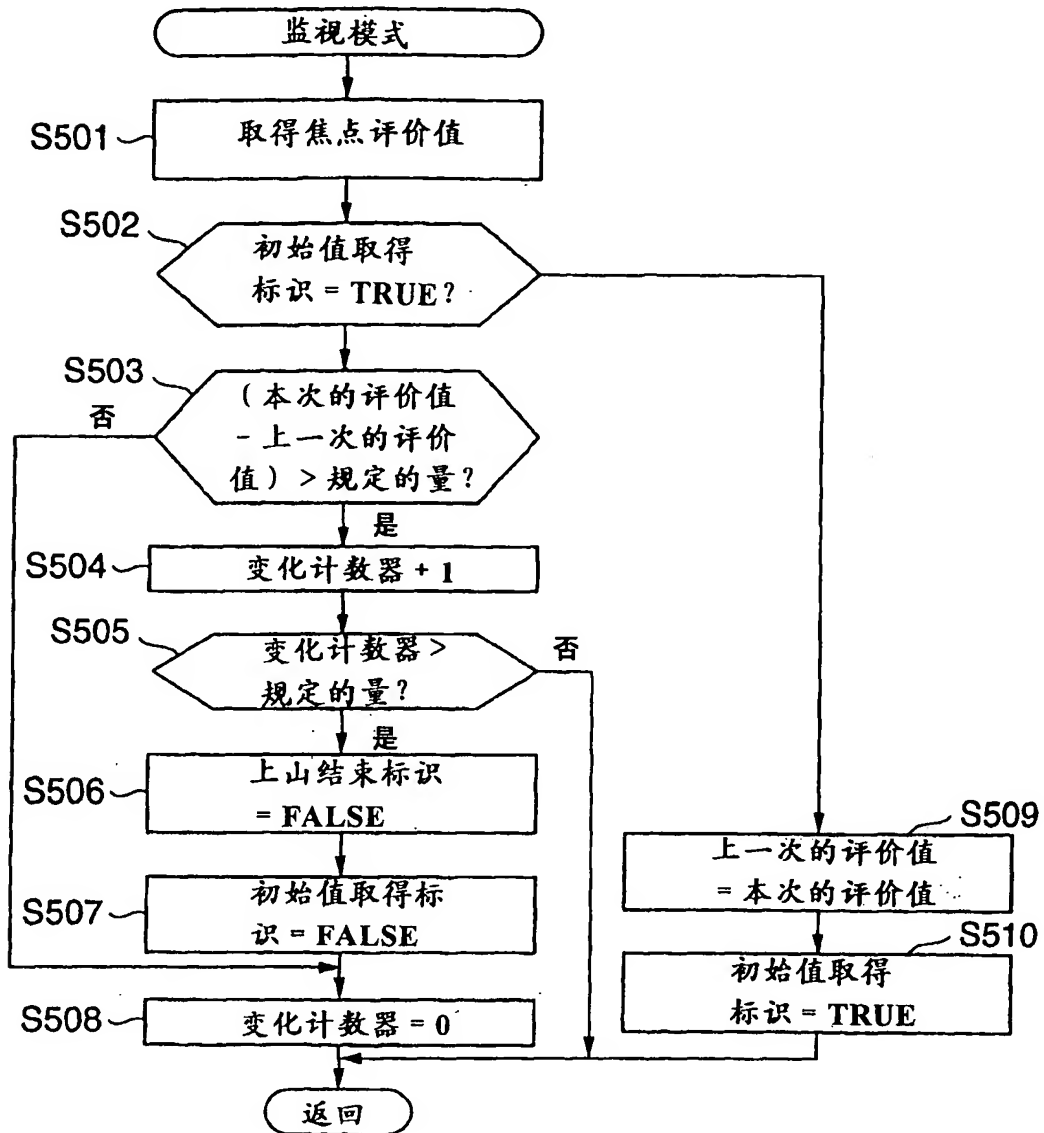 监视模式
S501
取得焦点评价值
S502
初始值取得
标识 = TRUE?
S503
否
(本次的评价值
- 上一次的评价
值) > 规定的量?
是
S504
变化计数器 + 1
S505
变化计数器 >
规定的量?
否
是
S506
上山结束标识
= FALSE
S507
初始值取得标
识 = FALSE
S508
变化计数器 = 0
S509
上一次的评价值
= 本次的评价值
S510
初始值取得
标识 = TRUE
返回